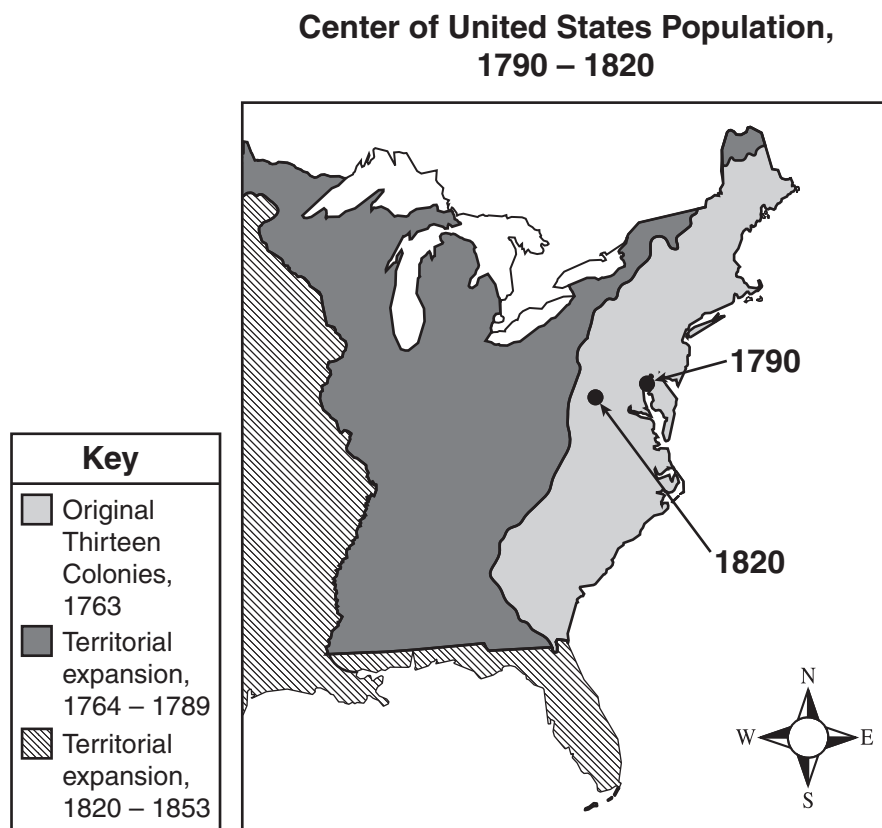 Center of United States Population,
1790 – 1820
1790
1820
Key
Original
Thirteen
Colonies,
1763
Territorial
expansion,
1764 – 1789
Territorial
expansion,
1820 – 1853
N
W
E
S